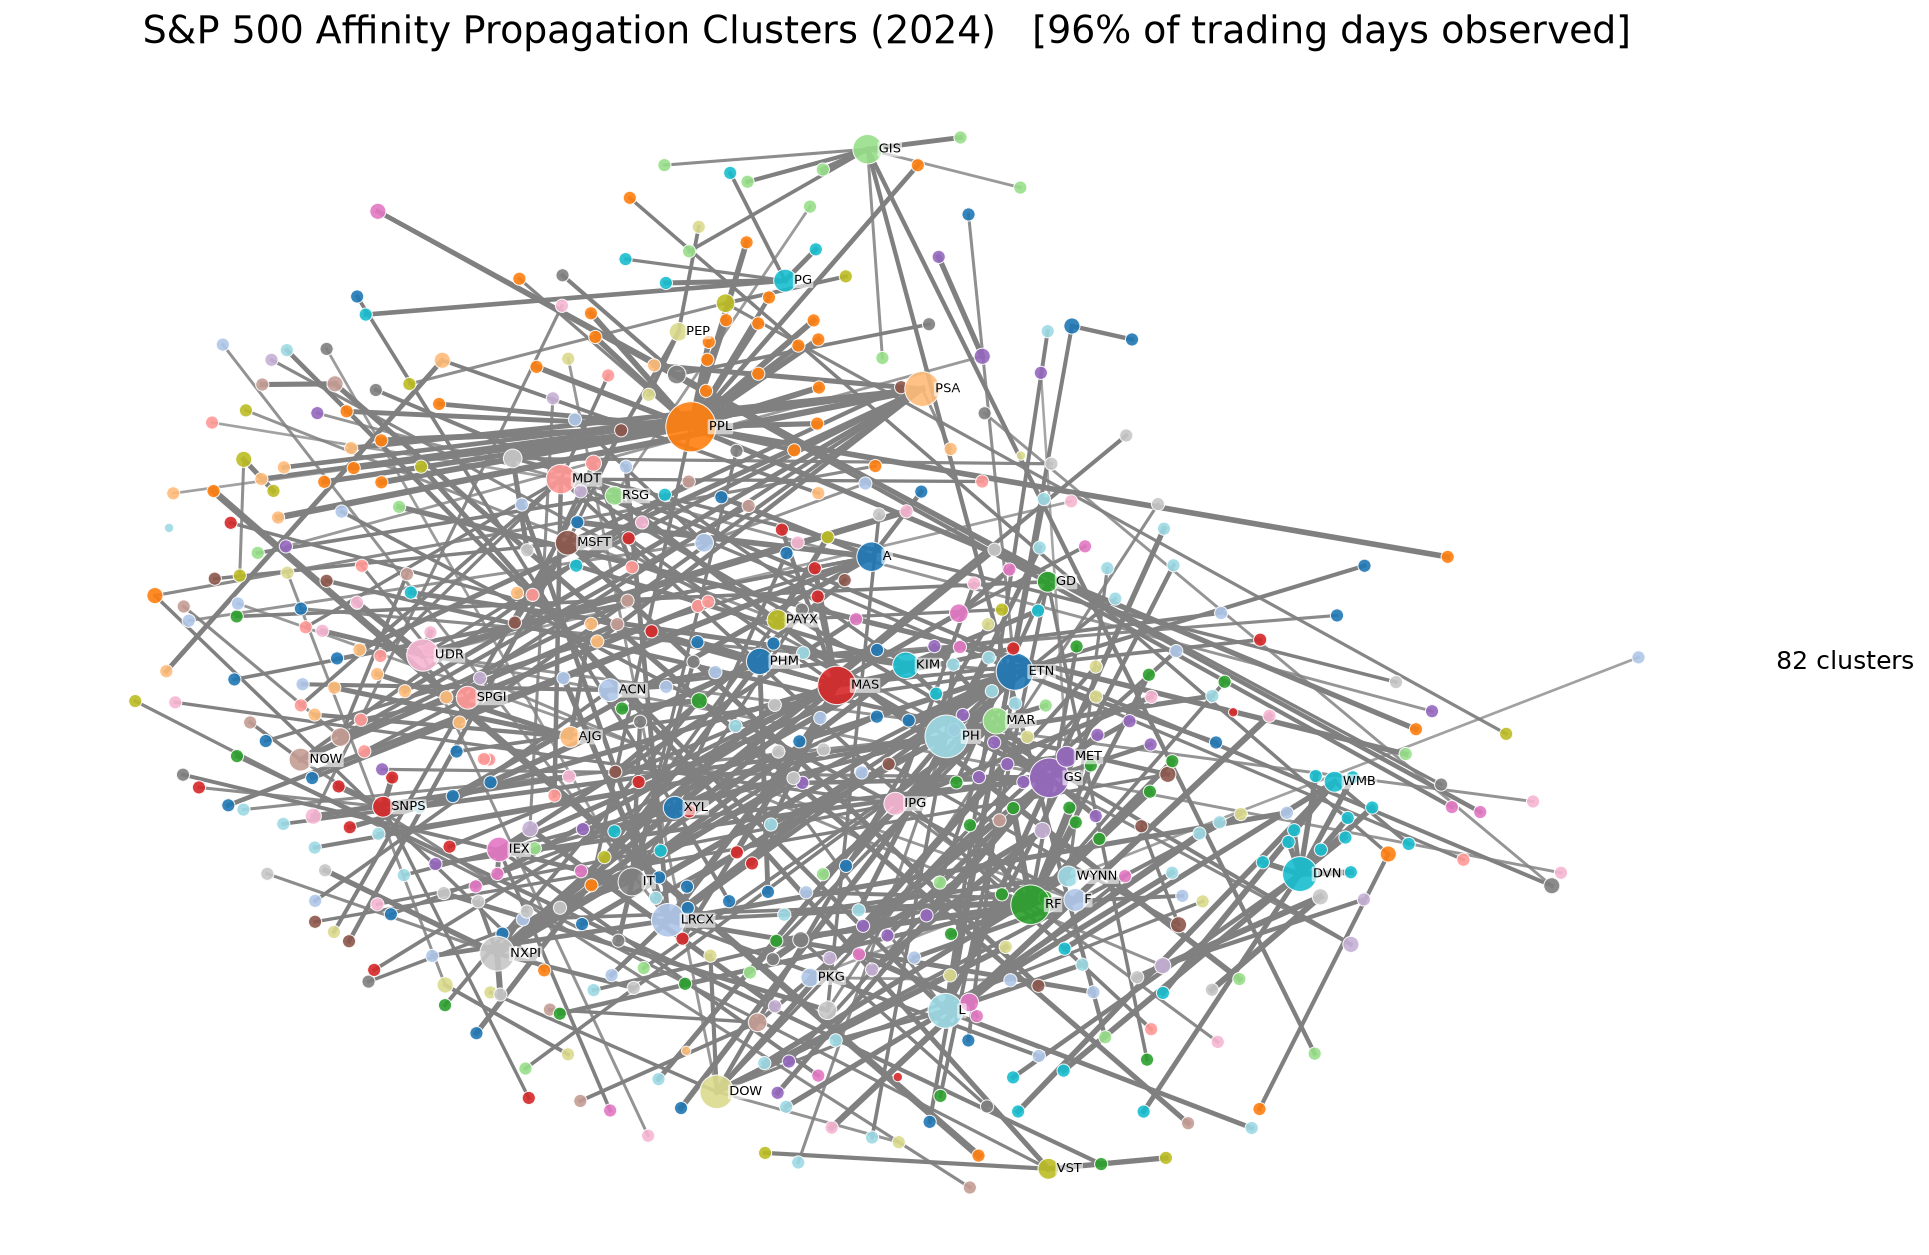 S&P 500 Affinity Propagation Clusters (2024)   [96% of trading days observed]
GIS
PG
PEP
PSA
PPL
MDT
RSG
MSFT
A
GD
PAYX
UDR
PHM
KIM
ETN
MAS
ACN
SPGI
82 clusters
MAR
PH
AJG
NOW
MET
GS
WMB
SNPS
XYL
IPG
IEX
WYNN
DVN
IT
RF
F
LRCX
NXPI
PKG
L
DOW
VST